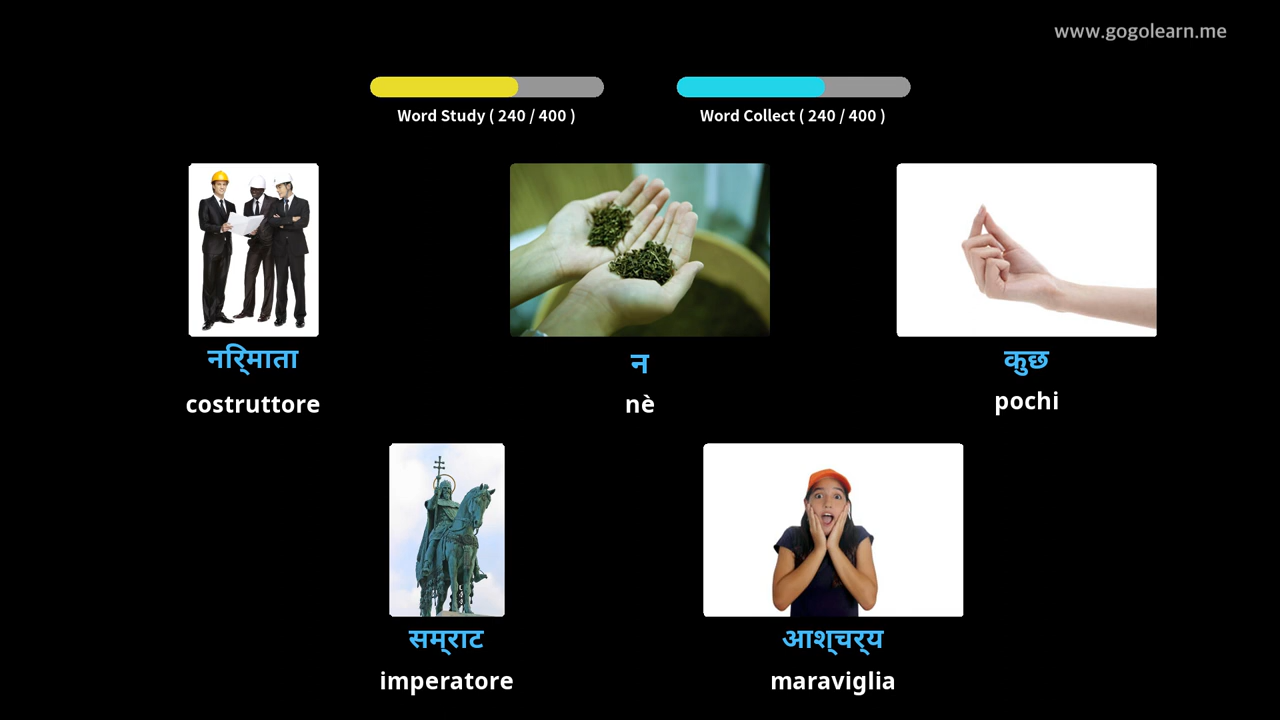 www.gogolearn.me
Word Study ( 240 / 400 )
Word Collect ( 240 / 400 )
निर्माता
न
कुछ
costruttore
nè
pochi
सम्राट
आश्चर्य
imperatore
maraviglia